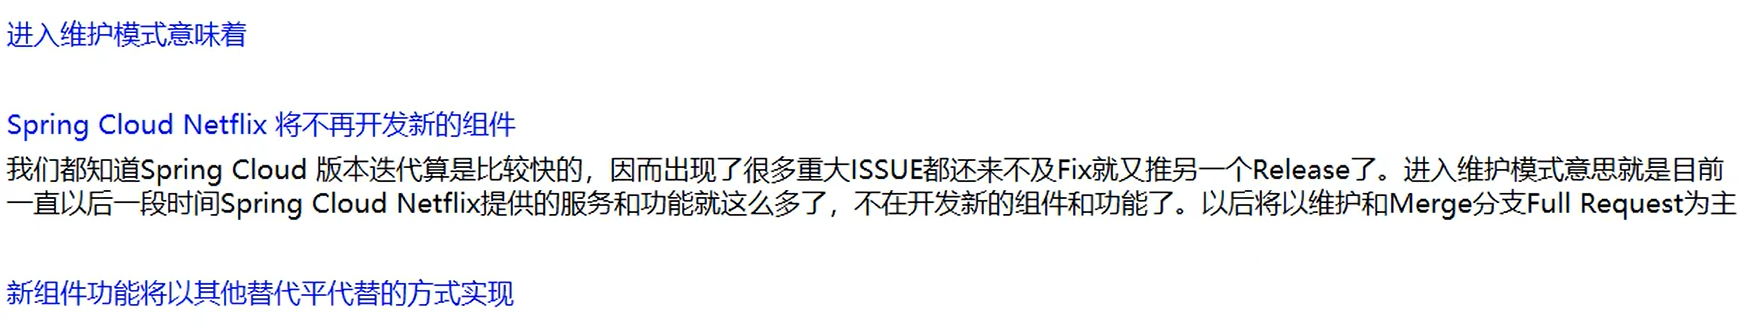 进入维护模式意味着
Spring Cloud Netflix 将不再开发新的组件
我们都知道Spring Cloud 版本迭代算是比较快的，因而出现了很多重大ISSUE都还来不及Fix就又推另一个Release了。进入维护模式意思就是目前
一直以后一段时间Spring Cloud Netflix提供的服务和功能就这么多了，不在开发新的组件和功能了。以后将以维护和Merge分支Full Request为主
新组件功能将以其他替代平代替的方式实现